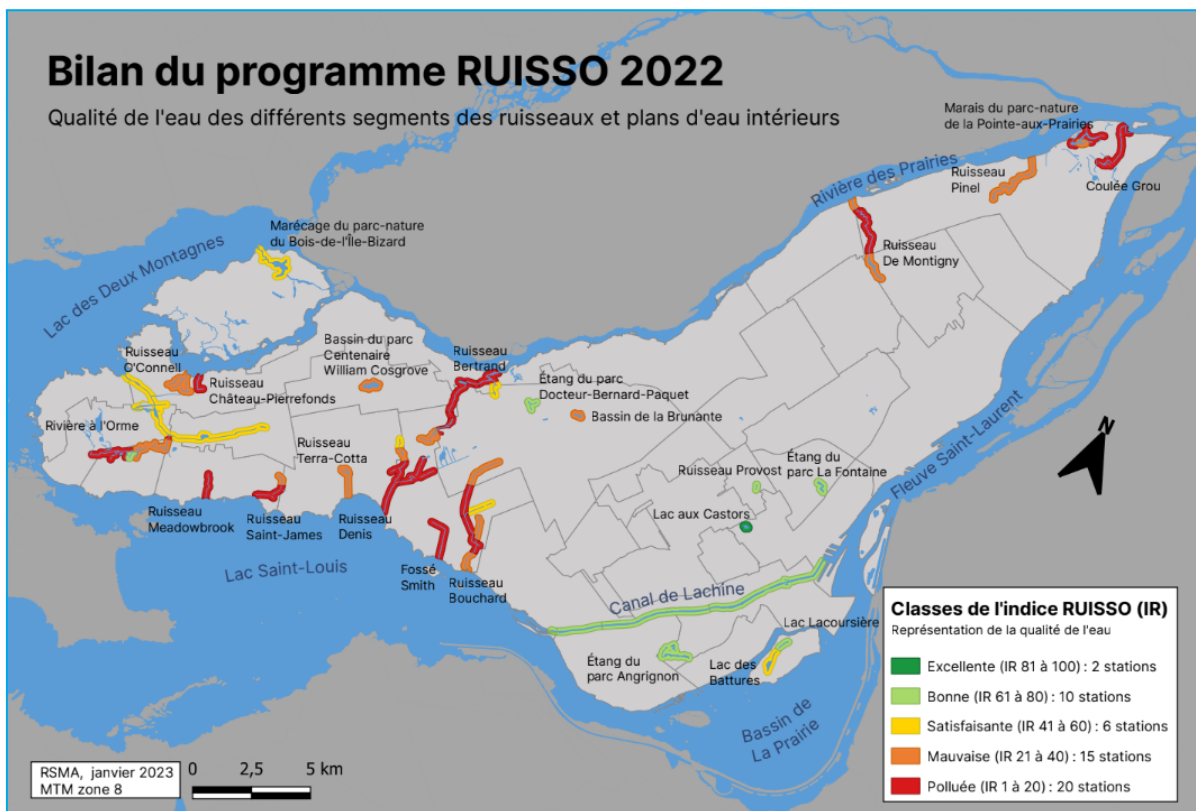 Bilan du programme RUISSO 2022
Qualité de l'eau des différents segments des ruisseaux et plans d'eau intérieurs
Marais du parc-nature
de la Pointe-aux-Prairies
Rivière des Prairies
Ruisseau
Pinel
Coulée Grou
Ruisseau
De Montigny
Marécage du parc-nature
du Bois-de-l'Île-Bizard
Lac des Deux Montagnes
Ruisseau
O'Connell
Ruisseau
Château-Pierrefonds
Bassin du parc
Centenaire
William Cosgrove
Ruisseau
Bertrand
Étang du parc
Docteur-Bernard-Paquet
Bassin de la Brunante
Rivière à l'Orme
Ruisseau
Terra-Cotta
Ruisseau Provost
Étang du
parc La Fontaine
Fleuve Saint-Laurent
N
Lac aux Castors
Ruisseau
Meadowbrook
Ruisseau
Saint-James
Ruisseau
Denis
Lac Saint-Louis
Fossé
Smith
Ruisseau
Bouchard
Canal de Lachine
Lac Lacoursière
Étang du
parc Angrignon
Lac des
Battures
Bassin de
La Prairie
Classes de l'indice RUISSO (IR)
Représentation de la qualité de l'eau
Excellente (IR 81 à 100) : 2 stations
Bonne (IR 61 à 80) : 10 stations
Satisfaisante (IR 41 à 60) : 6 stations
Mauvaise (IR 21 à 40) : 15 stations
Polluée (IR 1 à 20) : 20 stations
RSMA, janvier 2023
MTM zone 8
0 2,5 5 km